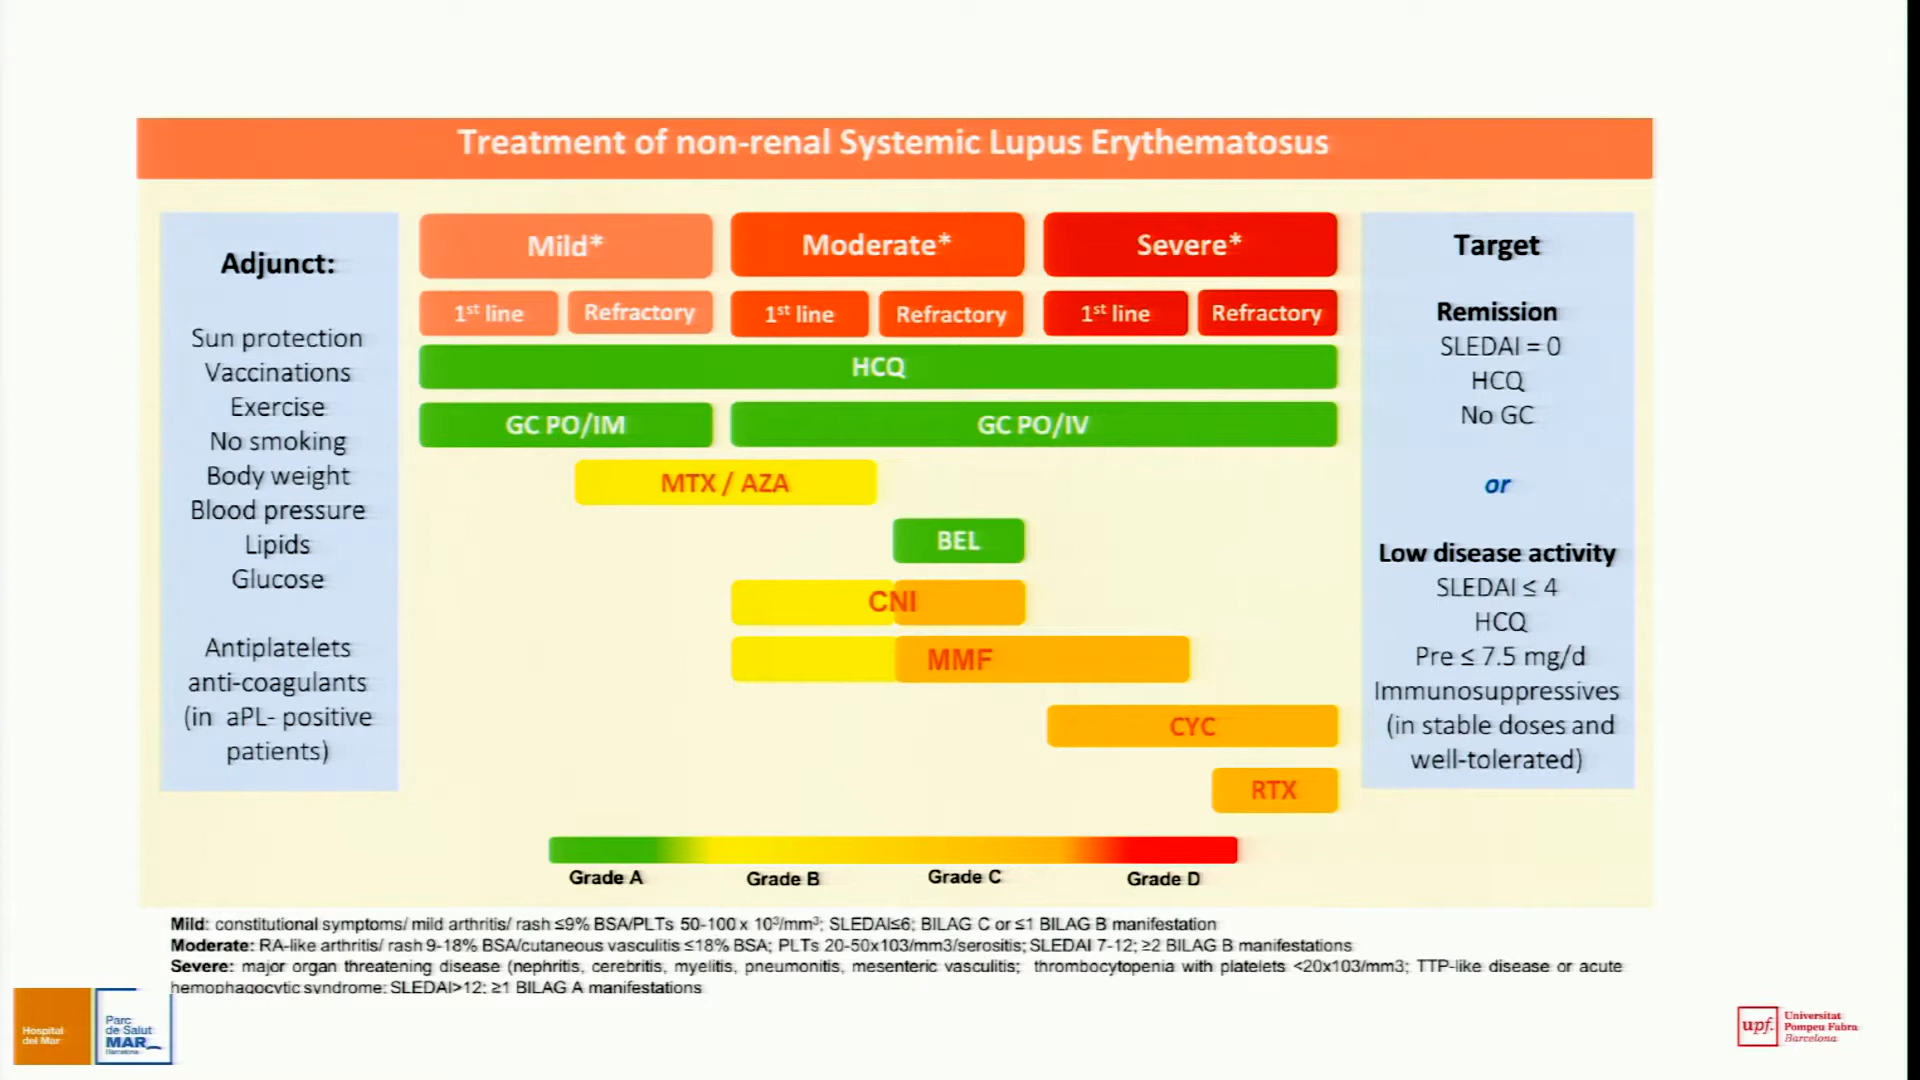 Treatment of non-renal Systemic Lupus Erythematosus
Adjunct:
Sun protection
Vaccinations
Exercise
No smoking
Body weight
Blood pressure
Lipids
Glucose
Antiplatelets
anti-coagulants
(in aPL- positive
patients)
Mild* Moderate* Severe*
1st line Refractory 1st line Refractory 1st line Refractory
HCQ
GC PO/IM GC PO/IV
MTX / AZA
BEL
CNI
MMF
CYC
RTX
Grade A Grade B Grade C Grade D
Target
Remission
SLEDAI = 0
HCQ
No GC
or
Low disease activity
SLEDAI ≤ 4
HCQ
Pre ≤ 7.5 mg/d
Immunosuppressives
(in stable doses and
well-tolerated)
Mild: constitutional symptoms/ mild arthritis/ rash ≤9% BSA/PLTs 50-100 x 10³/mm³; SLEDAI≤6; BILAG C or ≤1 BILAG B manifestation
Moderate: RA-like arthritis/ rash 9-18% BSA/cutaneous vasculitis ≤18% BSA; PLTs 20-50x103/mm3/serositis; SLEDAI 7-12; ≥2 BILAG B manifestations
Severe: major organ threatening disease (nephritis, cerebritis, myelitis, pneumonitis, mesenteric vasculitis; thrombocytopenia with platelets <20x103/mm3; TTP-like disease or acute
hemophagocytic syndrome; SLEDAI>12; ≥1 BILAG A manifestations
Hospital
del Mar
Parc
de Salut
MAR
Barcelona
upf.
Universitat
Pompeu Fabra
Barcelona